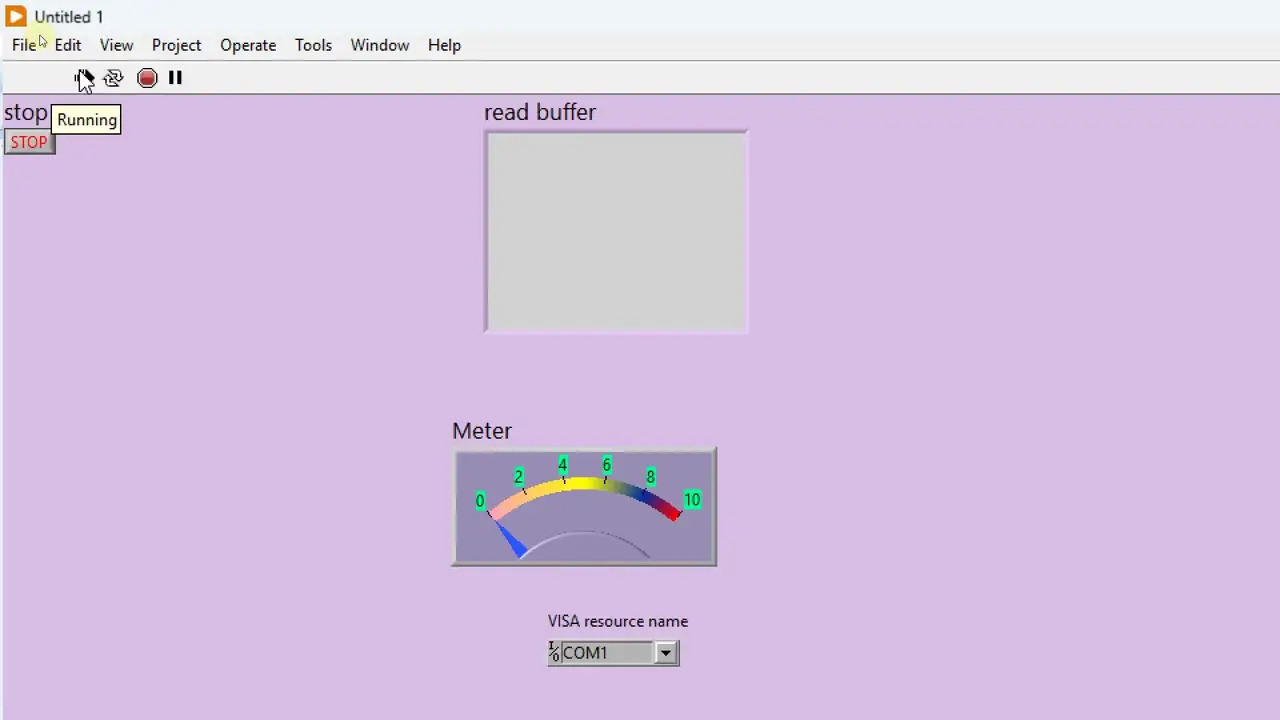 Untitled 1
File Edit View Project Operate Tools Window Help
Running
stop
STOP
read buffer
Meter
0 2 4 6 8 10
VISA resource name
I/O COM1